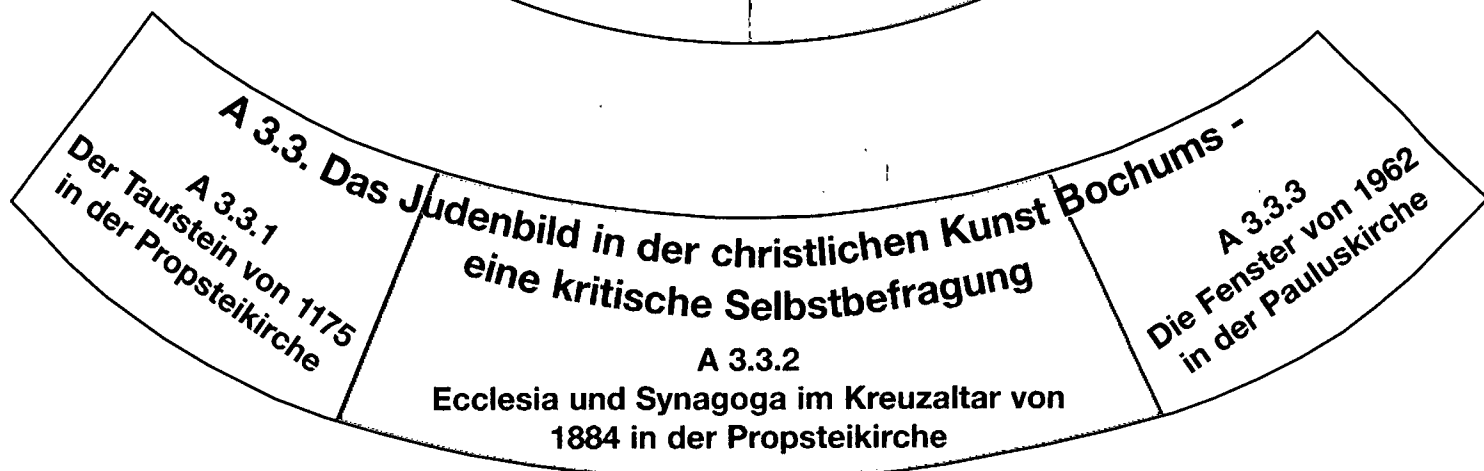 A 3.3. Das Judenbild in der christlichen Kunst Bochums -
eine kritische Selbstbefragung
A 3.3.1
Der Taufstein von 1175
in der Propsteikirche
A 3.3.2
Ecclesia und Synagoga im Kreuzaltar von
1884 in der Propsteikirche
A 3.3.3
Die Fenster von 1962
in der Pauluskirche